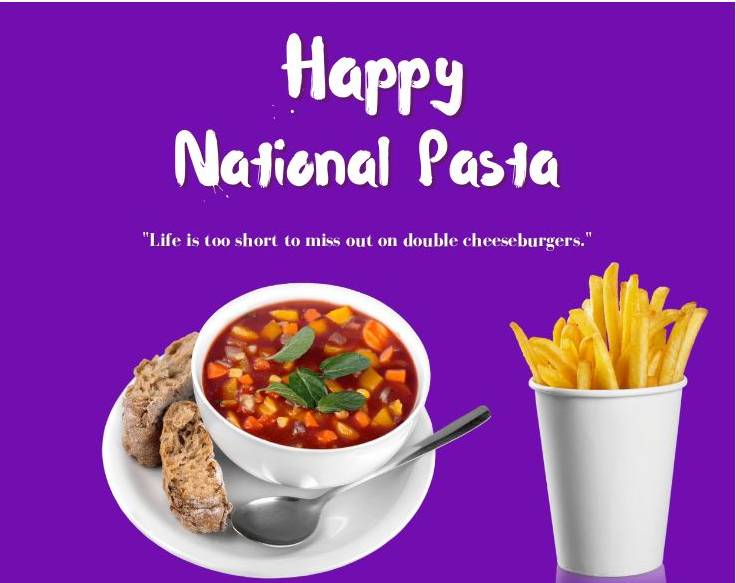 Happy
National Pasta
"Life is too short to miss out on double cheeseburgers."